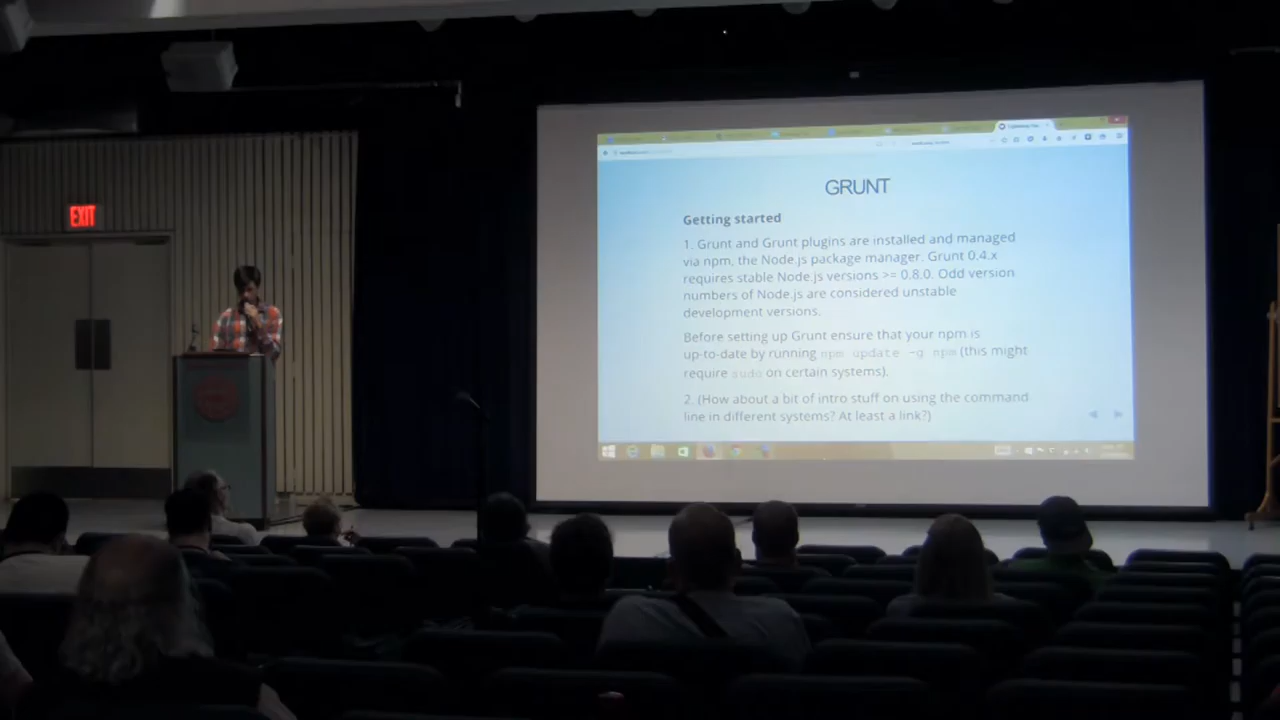 EXIT
GRUNT
Getting started
1. Grunt and Grunt plugins are installed and managed
via npm, the Node.js package manager. Grunt 0.4.x
requires stable Node.js versions >= 0.8.0. Odd version
numbers of Node.js are considered unstable
development versions.
Before setting up Grunt ensure that your npm is
up-to-date by running npm update -g npm (this might
require sudo on certain systems).
2. (How about a bit of intro stuff on using the command
line in different systems? At least a link?)